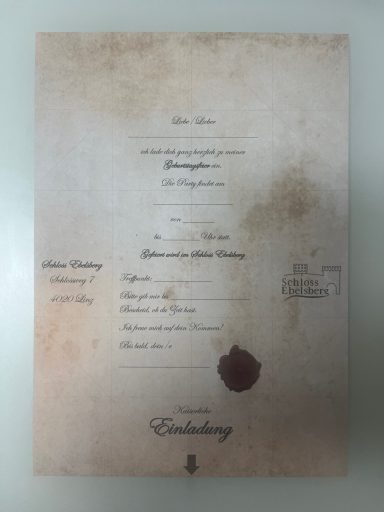 Liebe/Lieber
ich lade dich ganz herzlich zu meiner
Geburtstagsfeier ein.
Die Party findet am
von
bis Uhr statt.
Gefeiert wird im Schloss Ebelsberg
Schloss Ebelsberg
Schlossweg 7
4020 Linz
Treffpunkt:
Bitte gib mir bis
Bescheid, ob du Zeit hast.
Ich freue mich auf dein Kommen!
Bis bald, dein/e
Schloss
Ebelsberg
Kaiserliche
Einladung